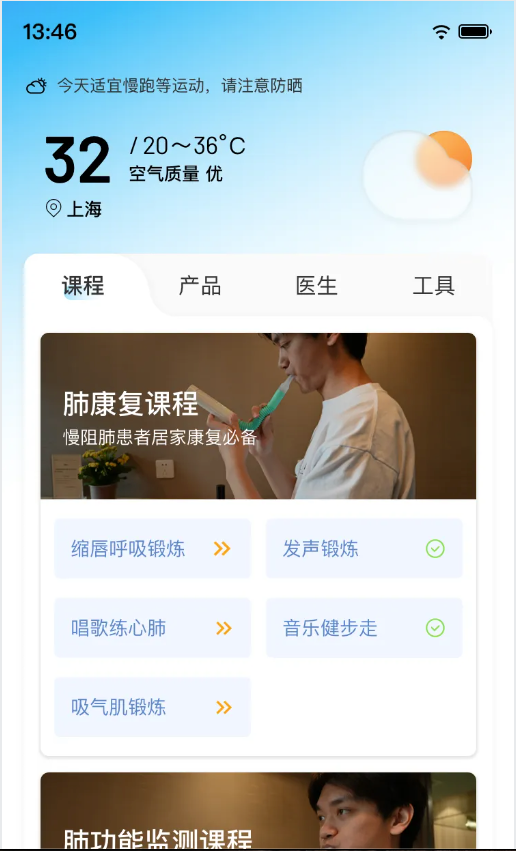 13:46
今天适宜慢跑等运动，请注意防晒
32
/ 20～36°C
空气质量 优
上海
课程 产品 医生 工具
肺康复课程
慢阻肺患者居家康复必备
缩唇呼吸锻炼 发声锻炼
唱歌练心肺 音乐健步走
吸气肌锻炼
肺功能监测课程